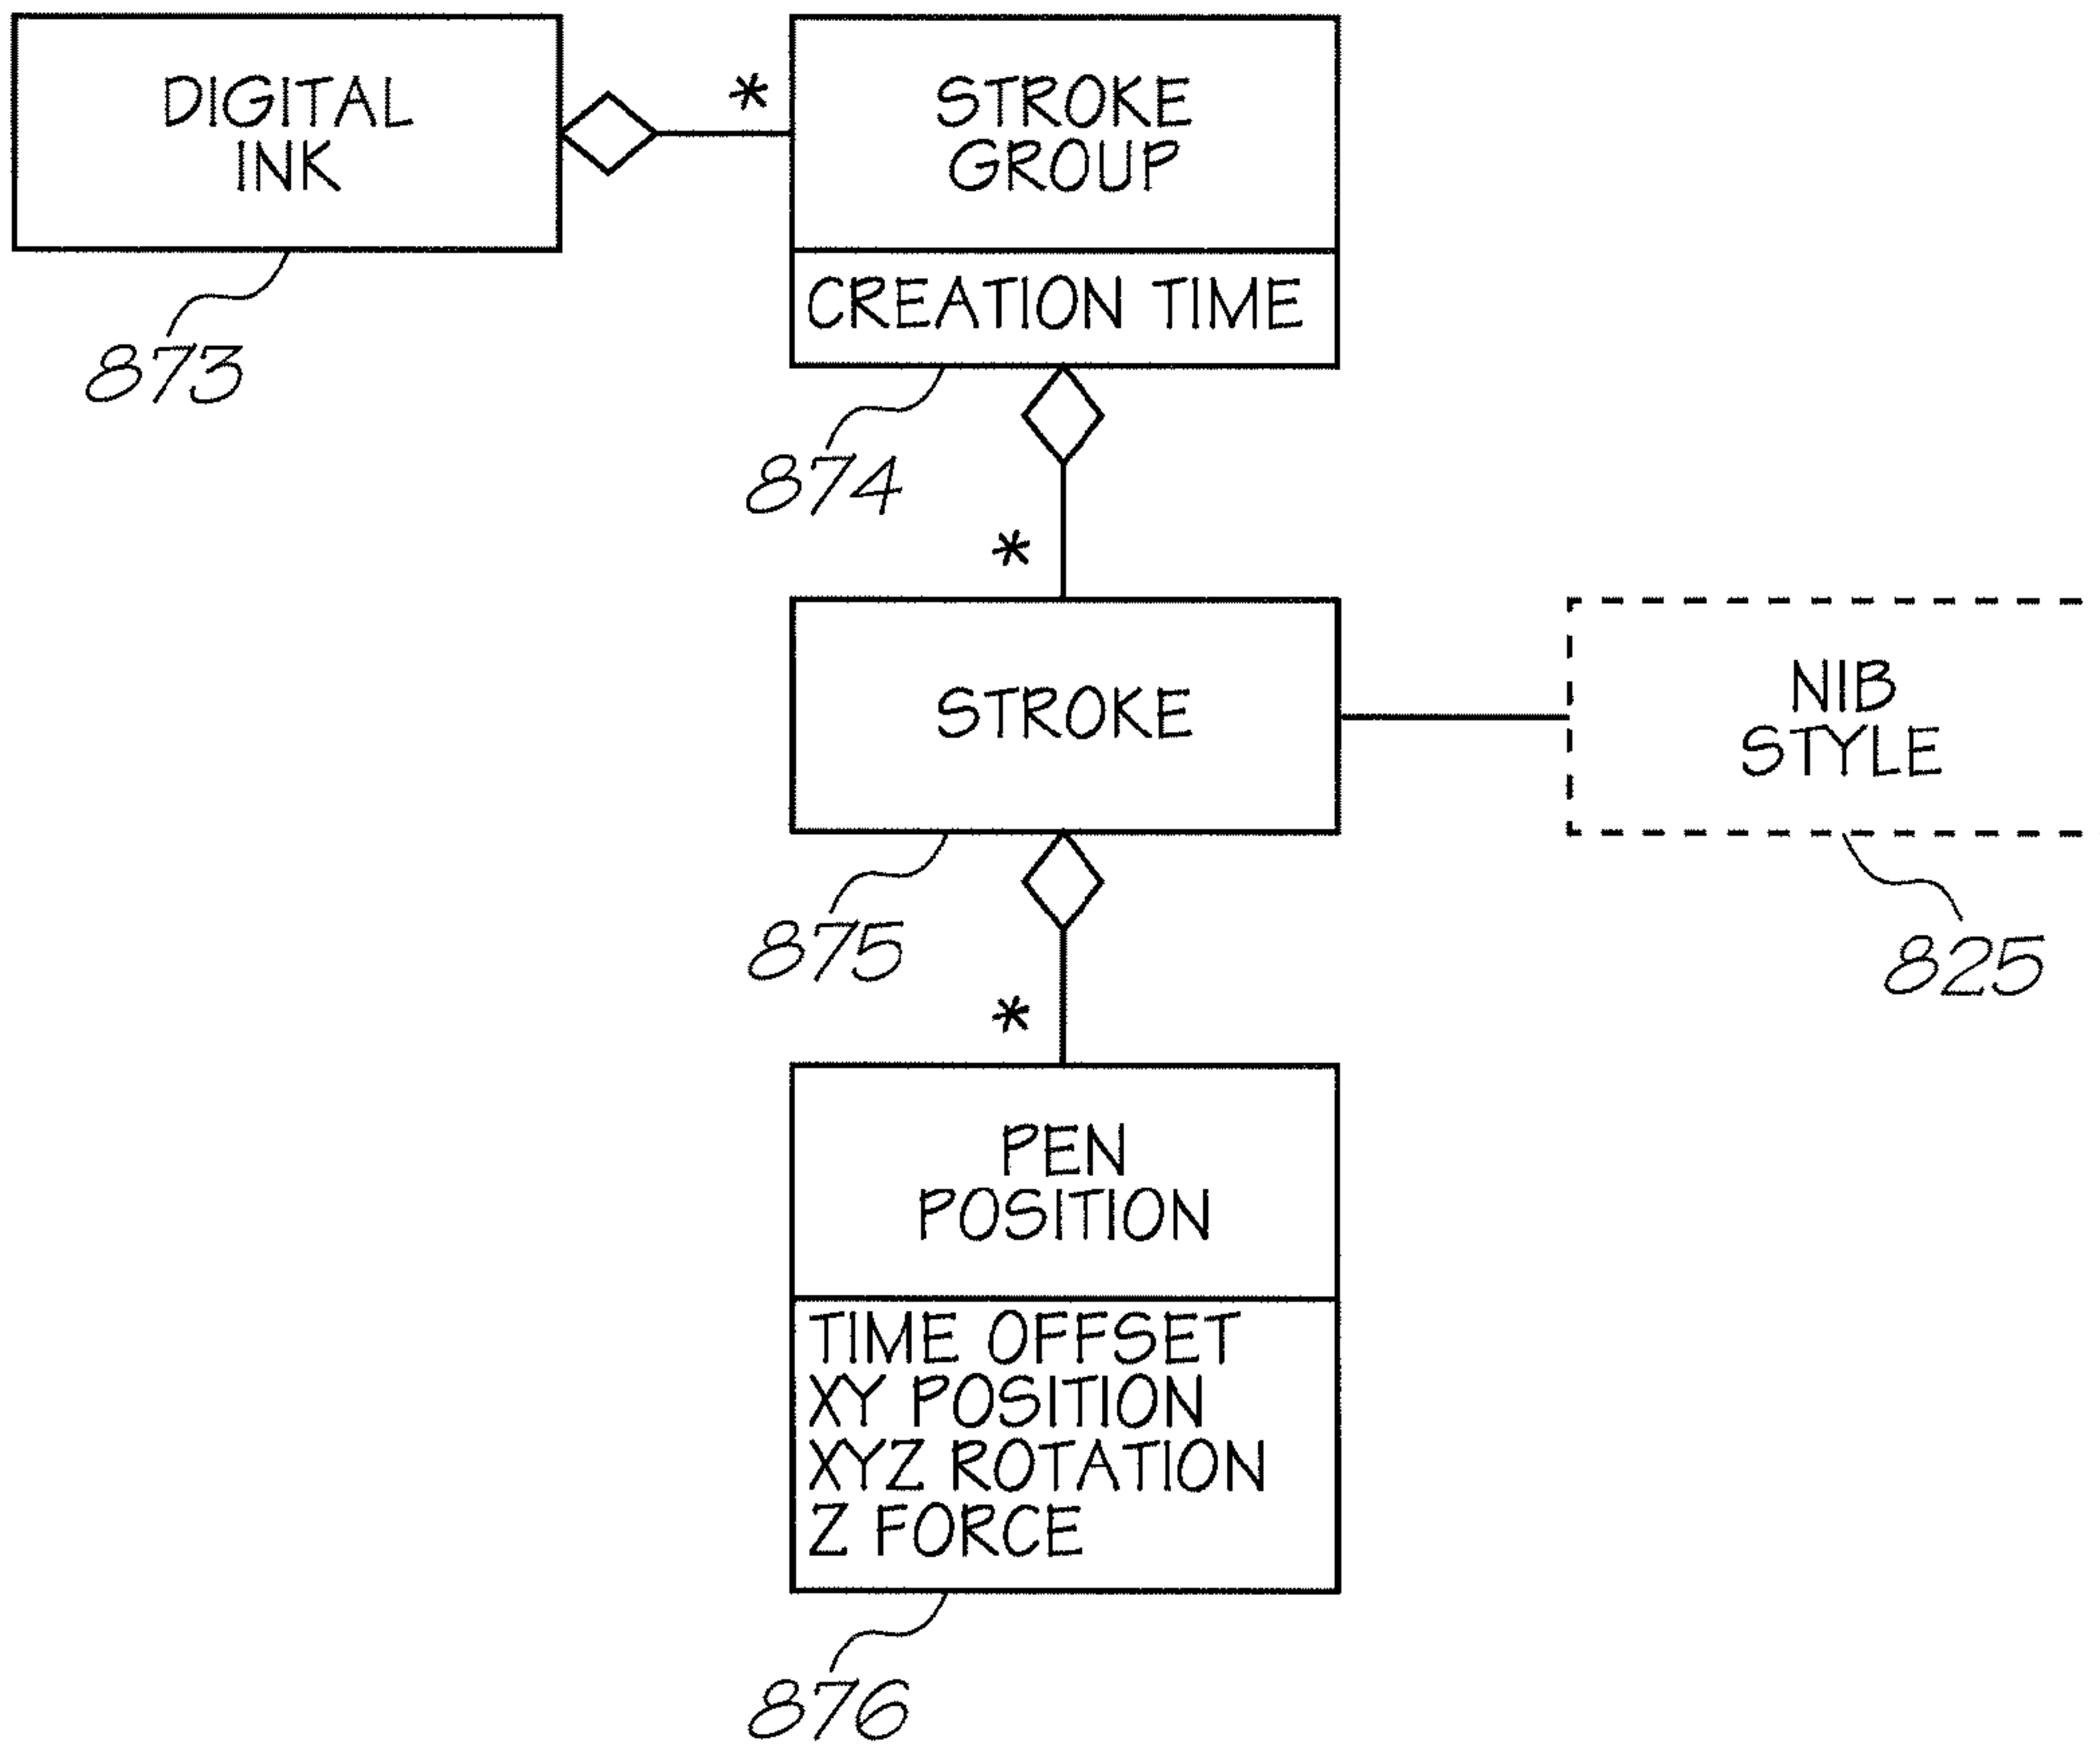 DIGITAL
INK
*
STROKE
GROUP
CREATION TIME
873
874
*
STROKE
NIB
STYLE
875
825
*
PEN
POSITION
TIME OFFSET
XY POSITION
XYZ ROTATION
Z FORCE
876